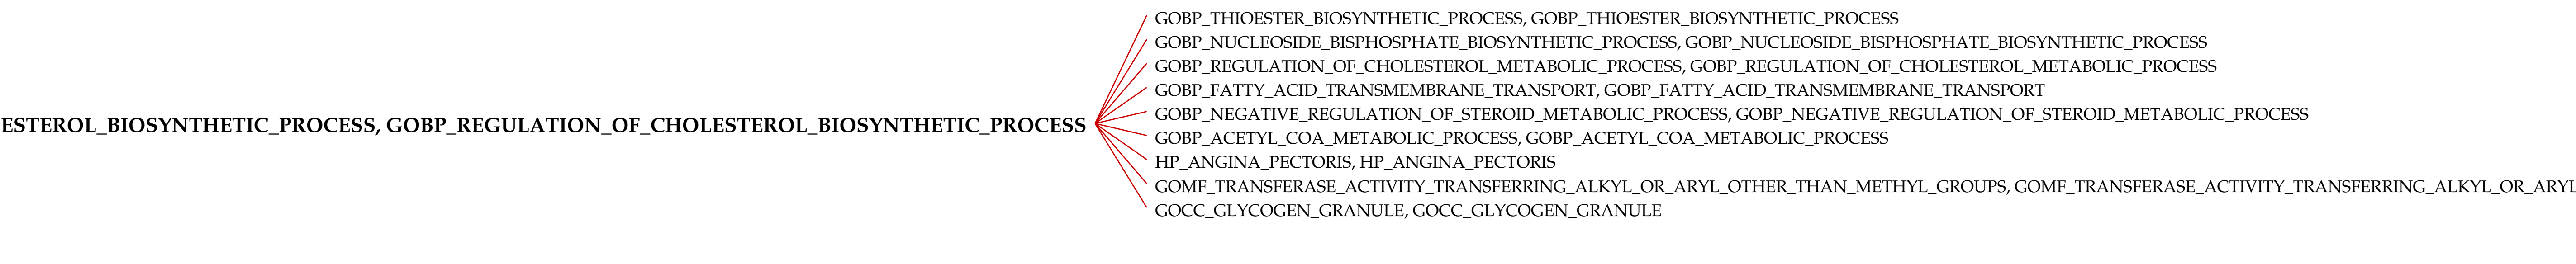 GOBP_THIOESTER_BIOSYNTHETIC_PROCESS, GOBP_THIOESTER_BIOSYNTHETIC_PROCESS
GOBP_NUCLEOSIDE_BISPHOSPHATE_BIOSYNTHETIC_PROCESS, GOBP_NUCLEOSIDE_BISPHOSPHATE_BIOSYNTHETIC_PROCESS
GOBP_REGULATION_OF_CHOLESTEROL_METABOLIC_PROCESS, GOBP_REGULATION_OF_CHOLESTEROL_METABOLIC_PROCESS
GOBP_FATTY_ACID_TRANSMEMBRANE_TRANSPORT, GOBP_FATTY_ACID_TRANSMEMBRANE_TRANSPORT
GOBP_NEGATIVE_REGULATION_OF_STEROID_METABOLIC_PROCESS, GOBP_NEGATIVE_REGULATION_OF_STEROID_METABOLIC_PROCESS
ESTEROL_BIOSYNTHETIC_PROCESS, GOBP_REGULATION_OF_CHOLESTEROL_BIOSYNTHETIC_PROCESS
GOBP_ACETYL_COA_METABOLIC_PROCESS, GOBP_ACETYL_COA_METABOLIC_PROCESS
HP_ANGINA_PECTORIS, HP_ANGINA_PECTORIS
GOMF_TRANSFERASE_ACTIVITY_TRANSFERRING_ALKYL_OR_ARYL_OTHER_THAN_METHYL_GROUPS, GOMF_TRANSFERASE_ACTIVITY_TRANSFERRING_ALKYL_OR_ARYL
GOCC_GLYCOGEN_GRANULE, GOCC_GLYCOGEN_GRANULE